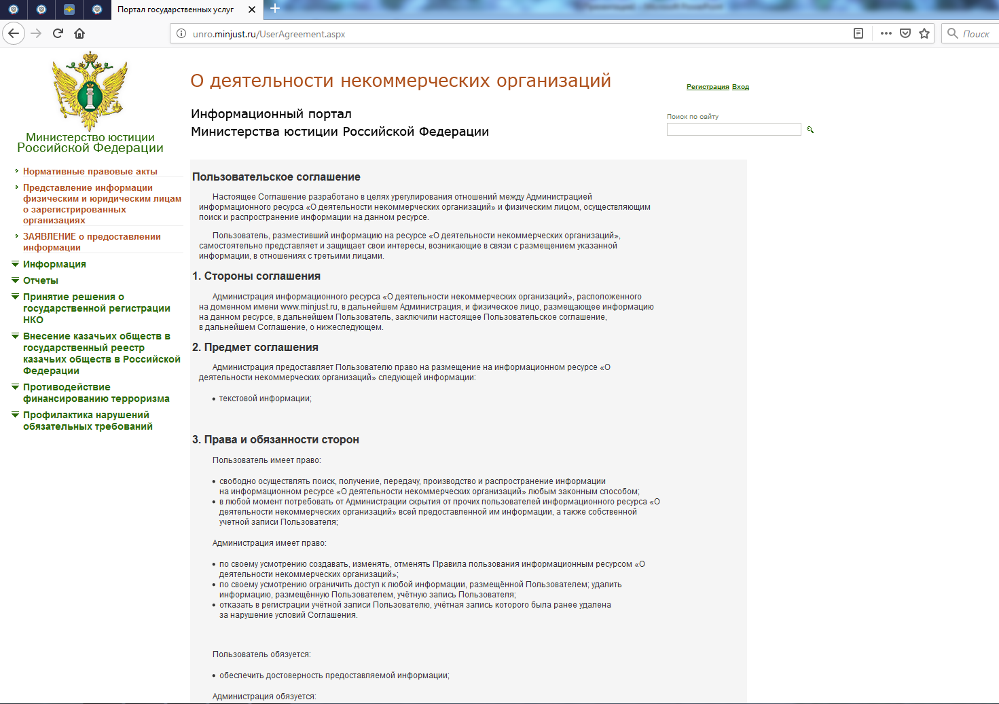 Портал государственных услуг
unro.minjust.ru/UserAgreement.aspx
Поиск
Министерство юстиции
Российской Федерации
О деятельности некоммерческих организаций
Регистрация Вход
Информационный портал
Министерства юстиции Российской Федерации
Поиск по сайту
Нормативные правовые акты
Представление информации
физическим и юридическим лицам
о зарегистрированных
организациях
ЗАЯВЛЕНИЕ о предоставлении
информации
Информация
Отчеты
Принятие решения о
государственной регистрации
НКО
Внесение казачьих обществ в
государственный реестр
казачьих обществ в Российской
Федерации
Противодействие
финансированию терроризма
Профилактика нарушений
обязательных требований
Пользовательское соглашение
Настоящее Соглашение разработано в целях урегулирования отношений между Администрацией
информационного ресурса «О деятельности некоммерческих организаций» и физическим лицом, осуществляющим
поиск и распространение информации на данном ресурсе.
Пользователь, разместивший информацию на ресурсе «О деятельности некоммерческих организаций»,
самостоятельно представляет и защищает свои интересы, возникающие в связи с размещением указанной
информации, в отношениях с третьими лицами.
1. Стороны соглашения
Администрация информационного ресурса «О деятельности некоммерческих организаций», расположенного
на доменном имени www.minjust.ru, в дальнейшем Администрация, и физическое лицо, размещающее информацию
на данном ресурсе, в дальнейшем Пользователь, заключили настоящее Пользовательское соглашение,
в дальнейшем Соглашение, о нижеследующем.
2. Предмет соглашения
Администрация предоставляет Пользователю право на размещение на информационном ресурсе «О
деятельности некоммерческих организаций» следующей информации:
• текстовой информации;
3. Права и обязанности сторон
Пользователь имеет право:
• свободно осуществлять поиск, получение, передачу, производство и распространение информации
на информационном ресурсе «О деятельности некоммерческих организаций» любым законным способом;
• в любой момент потребовать от Администрации скрытия от прочих пользователей информационного ресурса «О
деятельности некоммерческих организаций» всей предоставленной им информации, а также собственной
учетной записи Пользователя;
Администрация имеет право:
• по своему усмотрению создавать, изменять, отменять Правила пользования информационным ресурсом «О
деятельности некоммерческих организаций»;
• по своему усмотрению ограничить доступ к любой информации, размещённой Пользователем; удалить
информацию, размещённую Пользователем, учётную запись Пользователя;
• отказать в регистрации учётной записи Пользователю, учётная запись которого была ранее удалена
за нарушение условий Соглашения.
Пользователь обязуется:
• обеспечить достоверность предоставляемой информации;
Администрация обязуется: